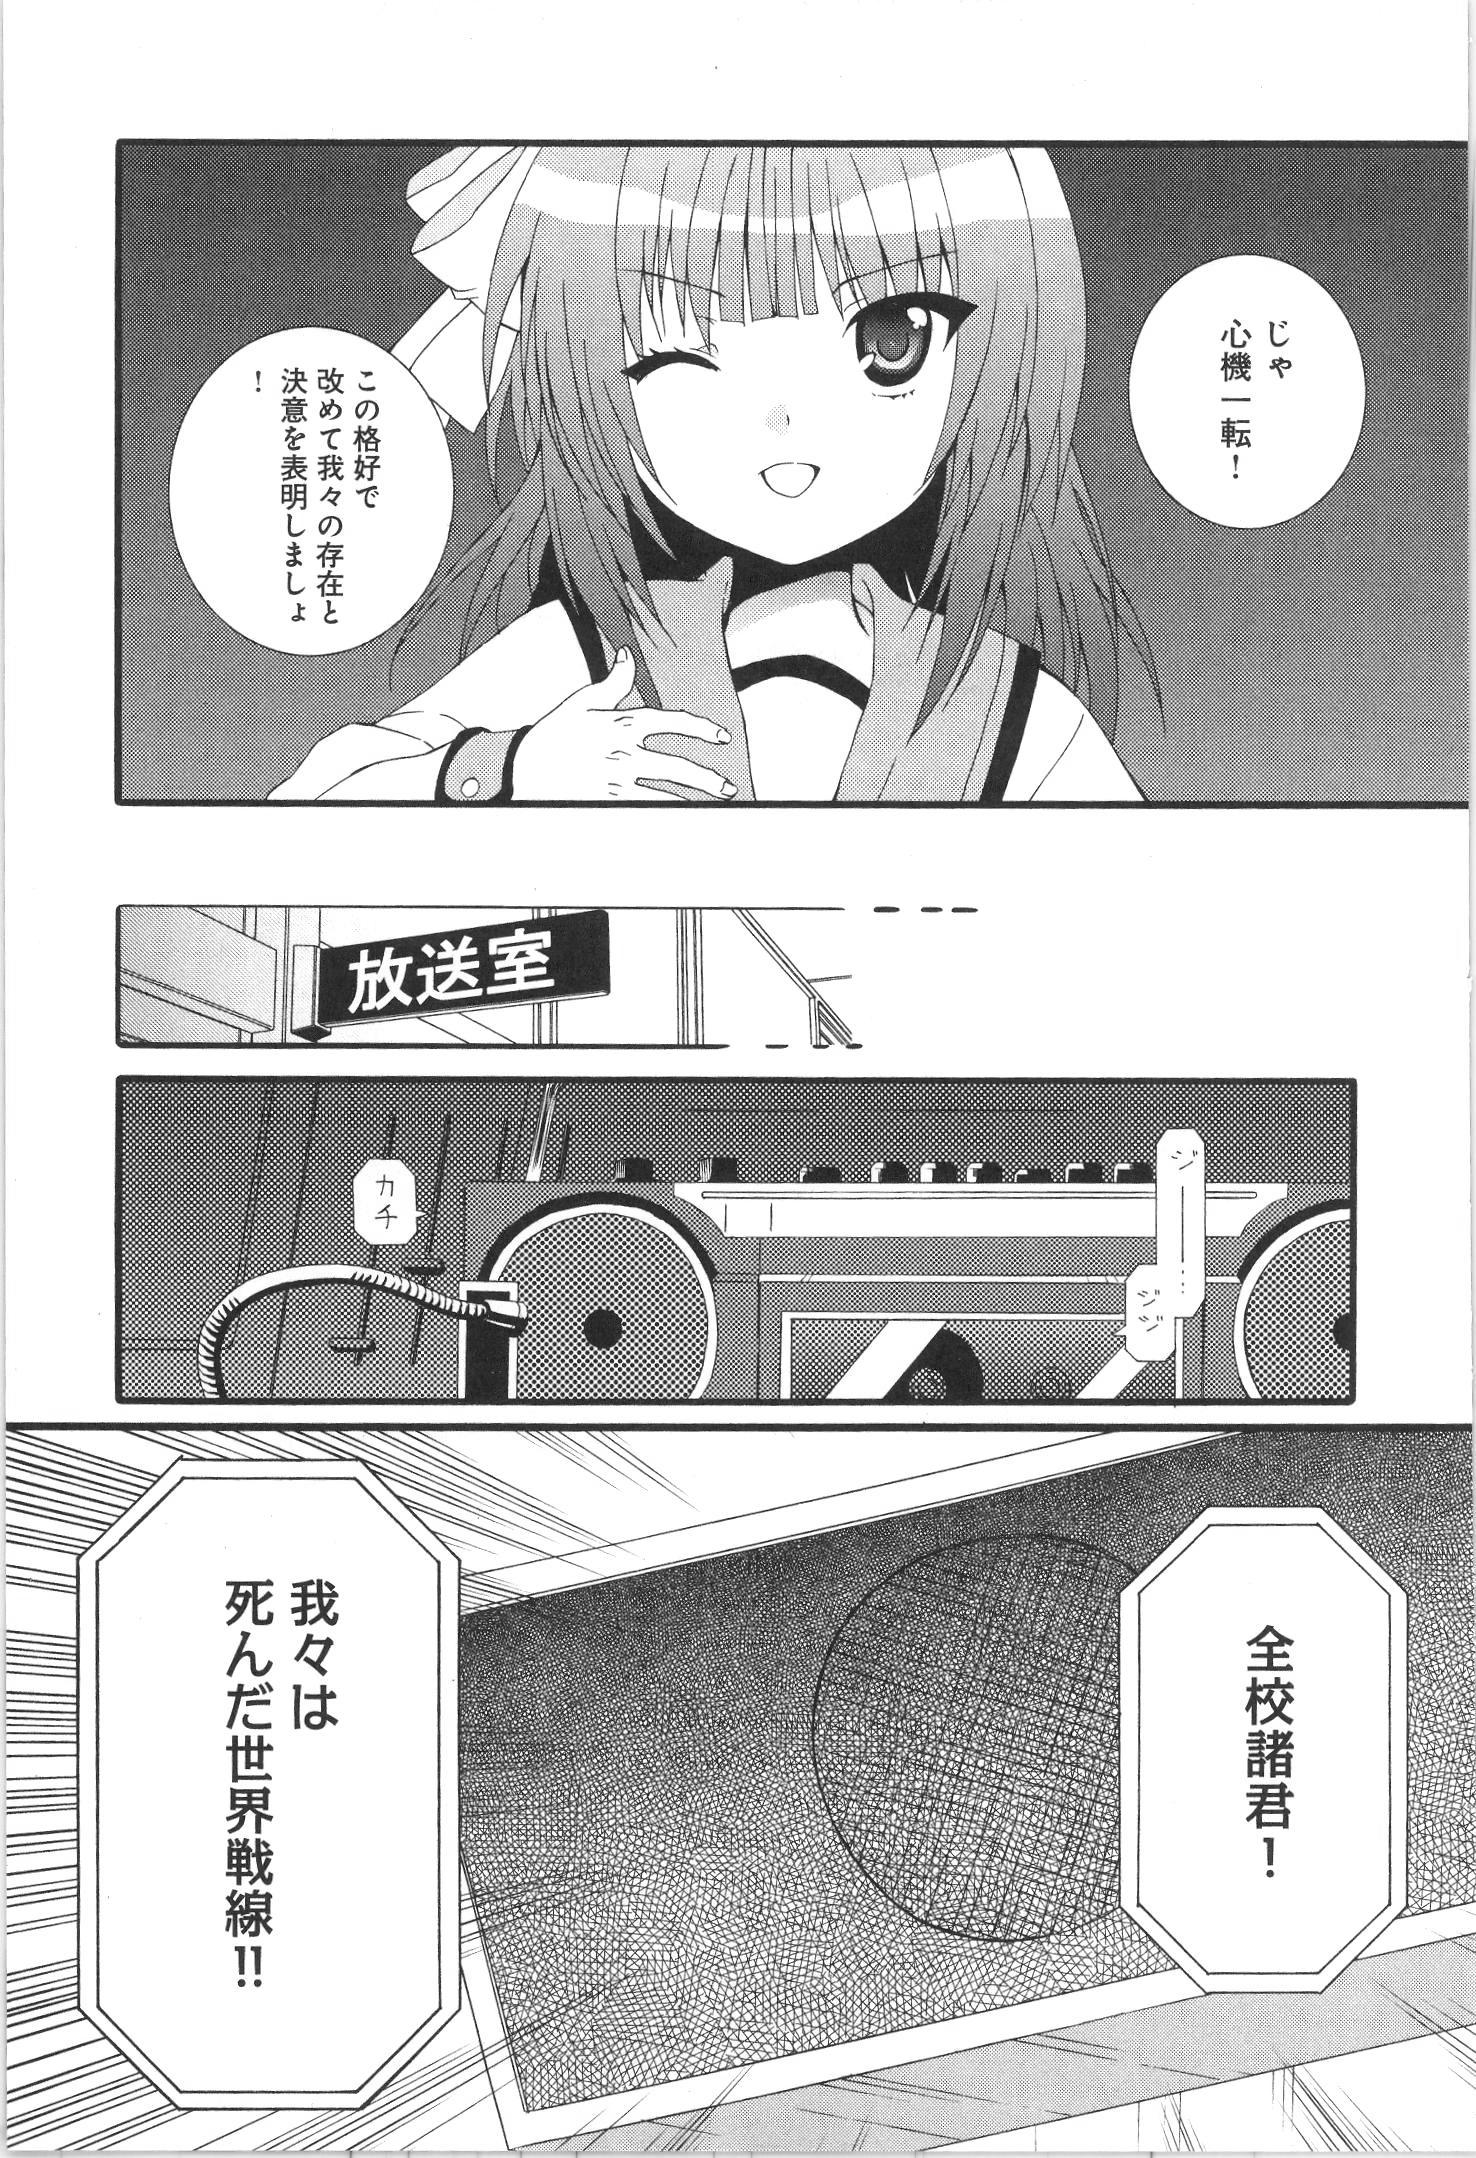 じゃ
心機一転！
この格好で
改めて我々の存在と
決意を表明しましょ
！
放送室
ジー……
ジジ
カチ
全校諸君！
我々は
死んだ世界戦線!!